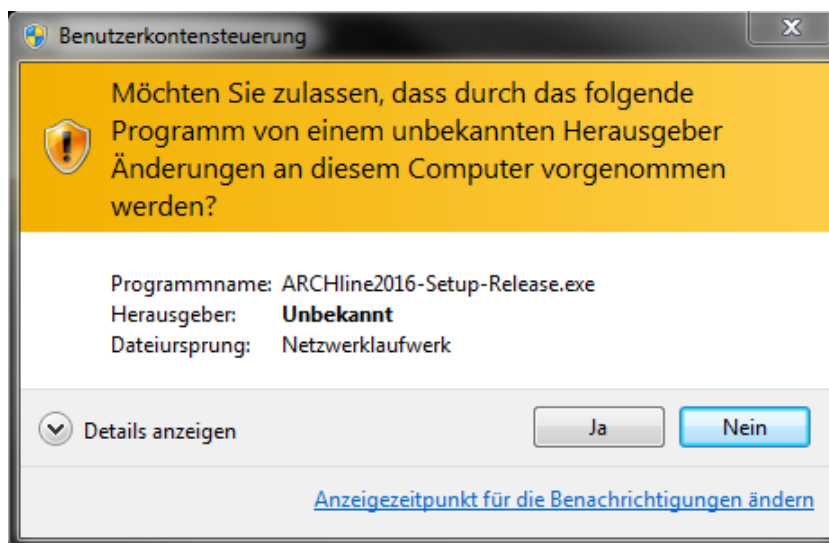 Benutzerkontensteuerung
Möchten Sie zulassen, dass durch das folgende
Programm von einem unbekannten Herausgeber
Änderungen an diesem Computer vorgenommen
werden?
Programmname: ARCHline2016-Setup-Release.exe
Herausgeber: Unbekannt
Dateiursprung: Netzwerklaufwerk
Details anzeigen Ja Nein
Anzeigezeitpunkt für die Benachrichtigungen ändern